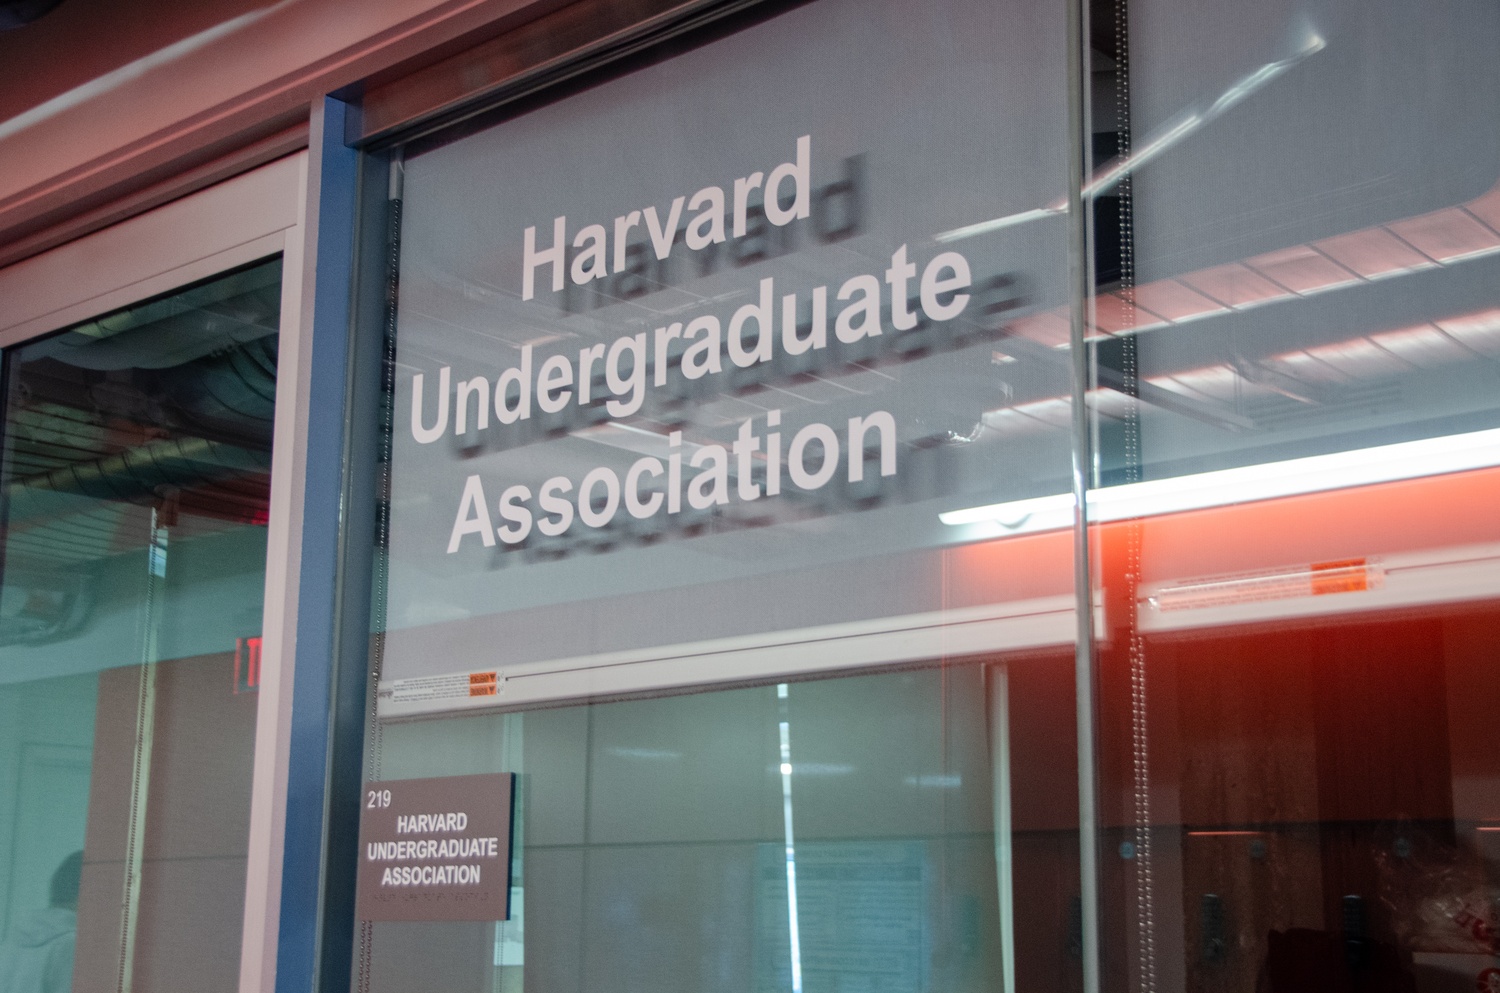 Harvard
Undergraduate
Association
219
HARVARD
UNDERGRADUATE
ASSOCIATION